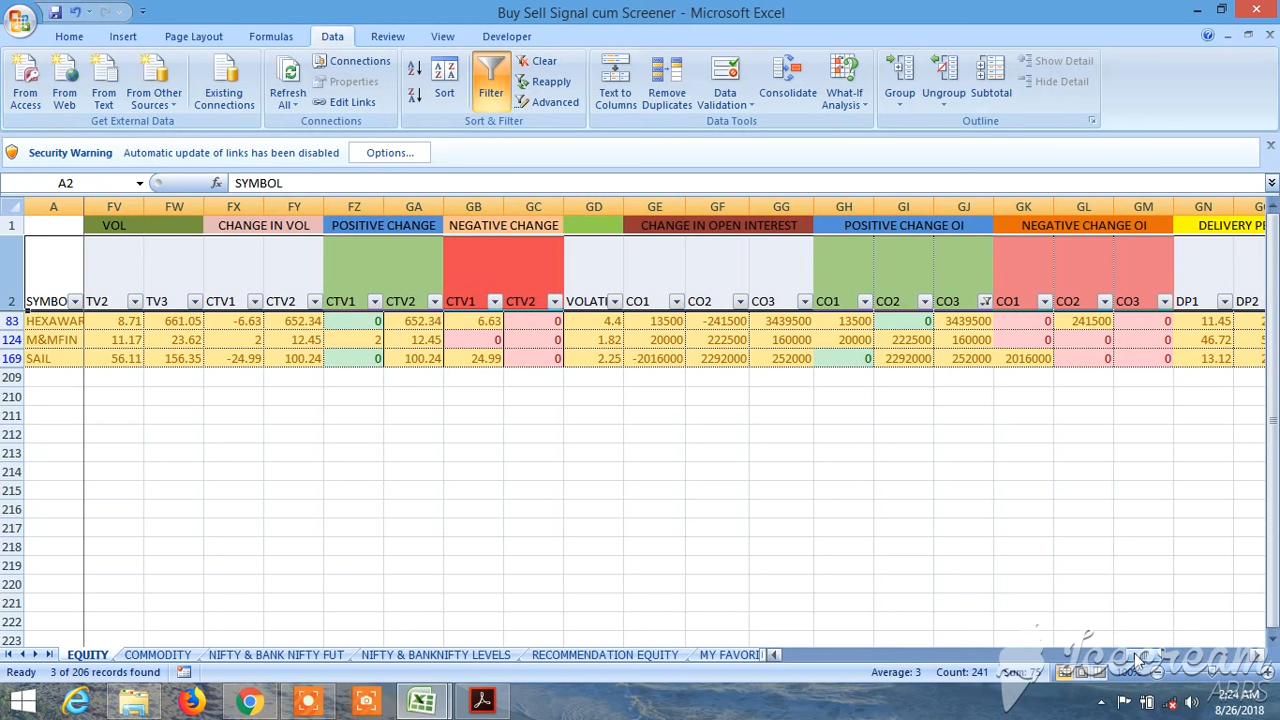 Buy Sell Signal cum Screener - Microsoft Excel
Home Insert Page Layout Formulas Data Review View Developer
From Access From Web From Text From Other Sources Existing Connections Refresh All Connections Properties Edit Links Sort Filter Clear Reapply Advanced Text to Columns Remove Duplicates Data Validation Consolidate What-If Analysis Group Ungroup Subtotal Show Detail Hide Detail
Get External Data Connections Sort & Filter Data Tools Outline
Security Warning Automatic update of links has been disabled Options...
A2 fx SYMBOL
A FV FW FX FY FZ GA GB GC GD GE GF GG GH GI GJ GK GL GM GN
1 VOL CHANGE IN VOL POSITIVE CHANGE NEGATIVE CHANGE CHANGE IN OPEN INTEREST POSITIVE CHANGE OI NEGATIVE CHANGE OI DELIVERY PE
2 SYMBO TV2 TV3 CTV1 CTV2 CTV1 CTV2 CTV1 CTV2 VOLATI CO1 CO2 CO3 CO1 CO2 CO3 CO1 CO2 CO3 DP1 DP2
83 HEXAWAR 8.71 661.05 -6.63 652.34 0 652.34 6.63 0 4.4 13500 -241500 3439500 13500 0 3439500 0 241500 0 11.45
124 M&MFIN 11.17 23.62 2 12.45 2 12.45 0 0 1.82 20000 222500 160000 20000 222500 160000 0 0 0 46.72
169 SAIL 56.11 156.35 -24.99 100.24 0 100.24 24.99 0 2.25 -2016000 2292000 252000 0 2292000 252000 2016000 0 0 13.12
209
210
211
212
213
214
215
216
217
218
219
220
221
222
223
EQUITY COMMODITY NIFTY & BANK NIFTY FUT NIFTY & BANKNIFTY LEVELS RECOMMENDATION EQUITY MY FAVORI
Ready 3 of 206 records found Average: 3 Count: 241 Sum: 75 100%
Icecream
APPS
2:24 AM
8/26/2018